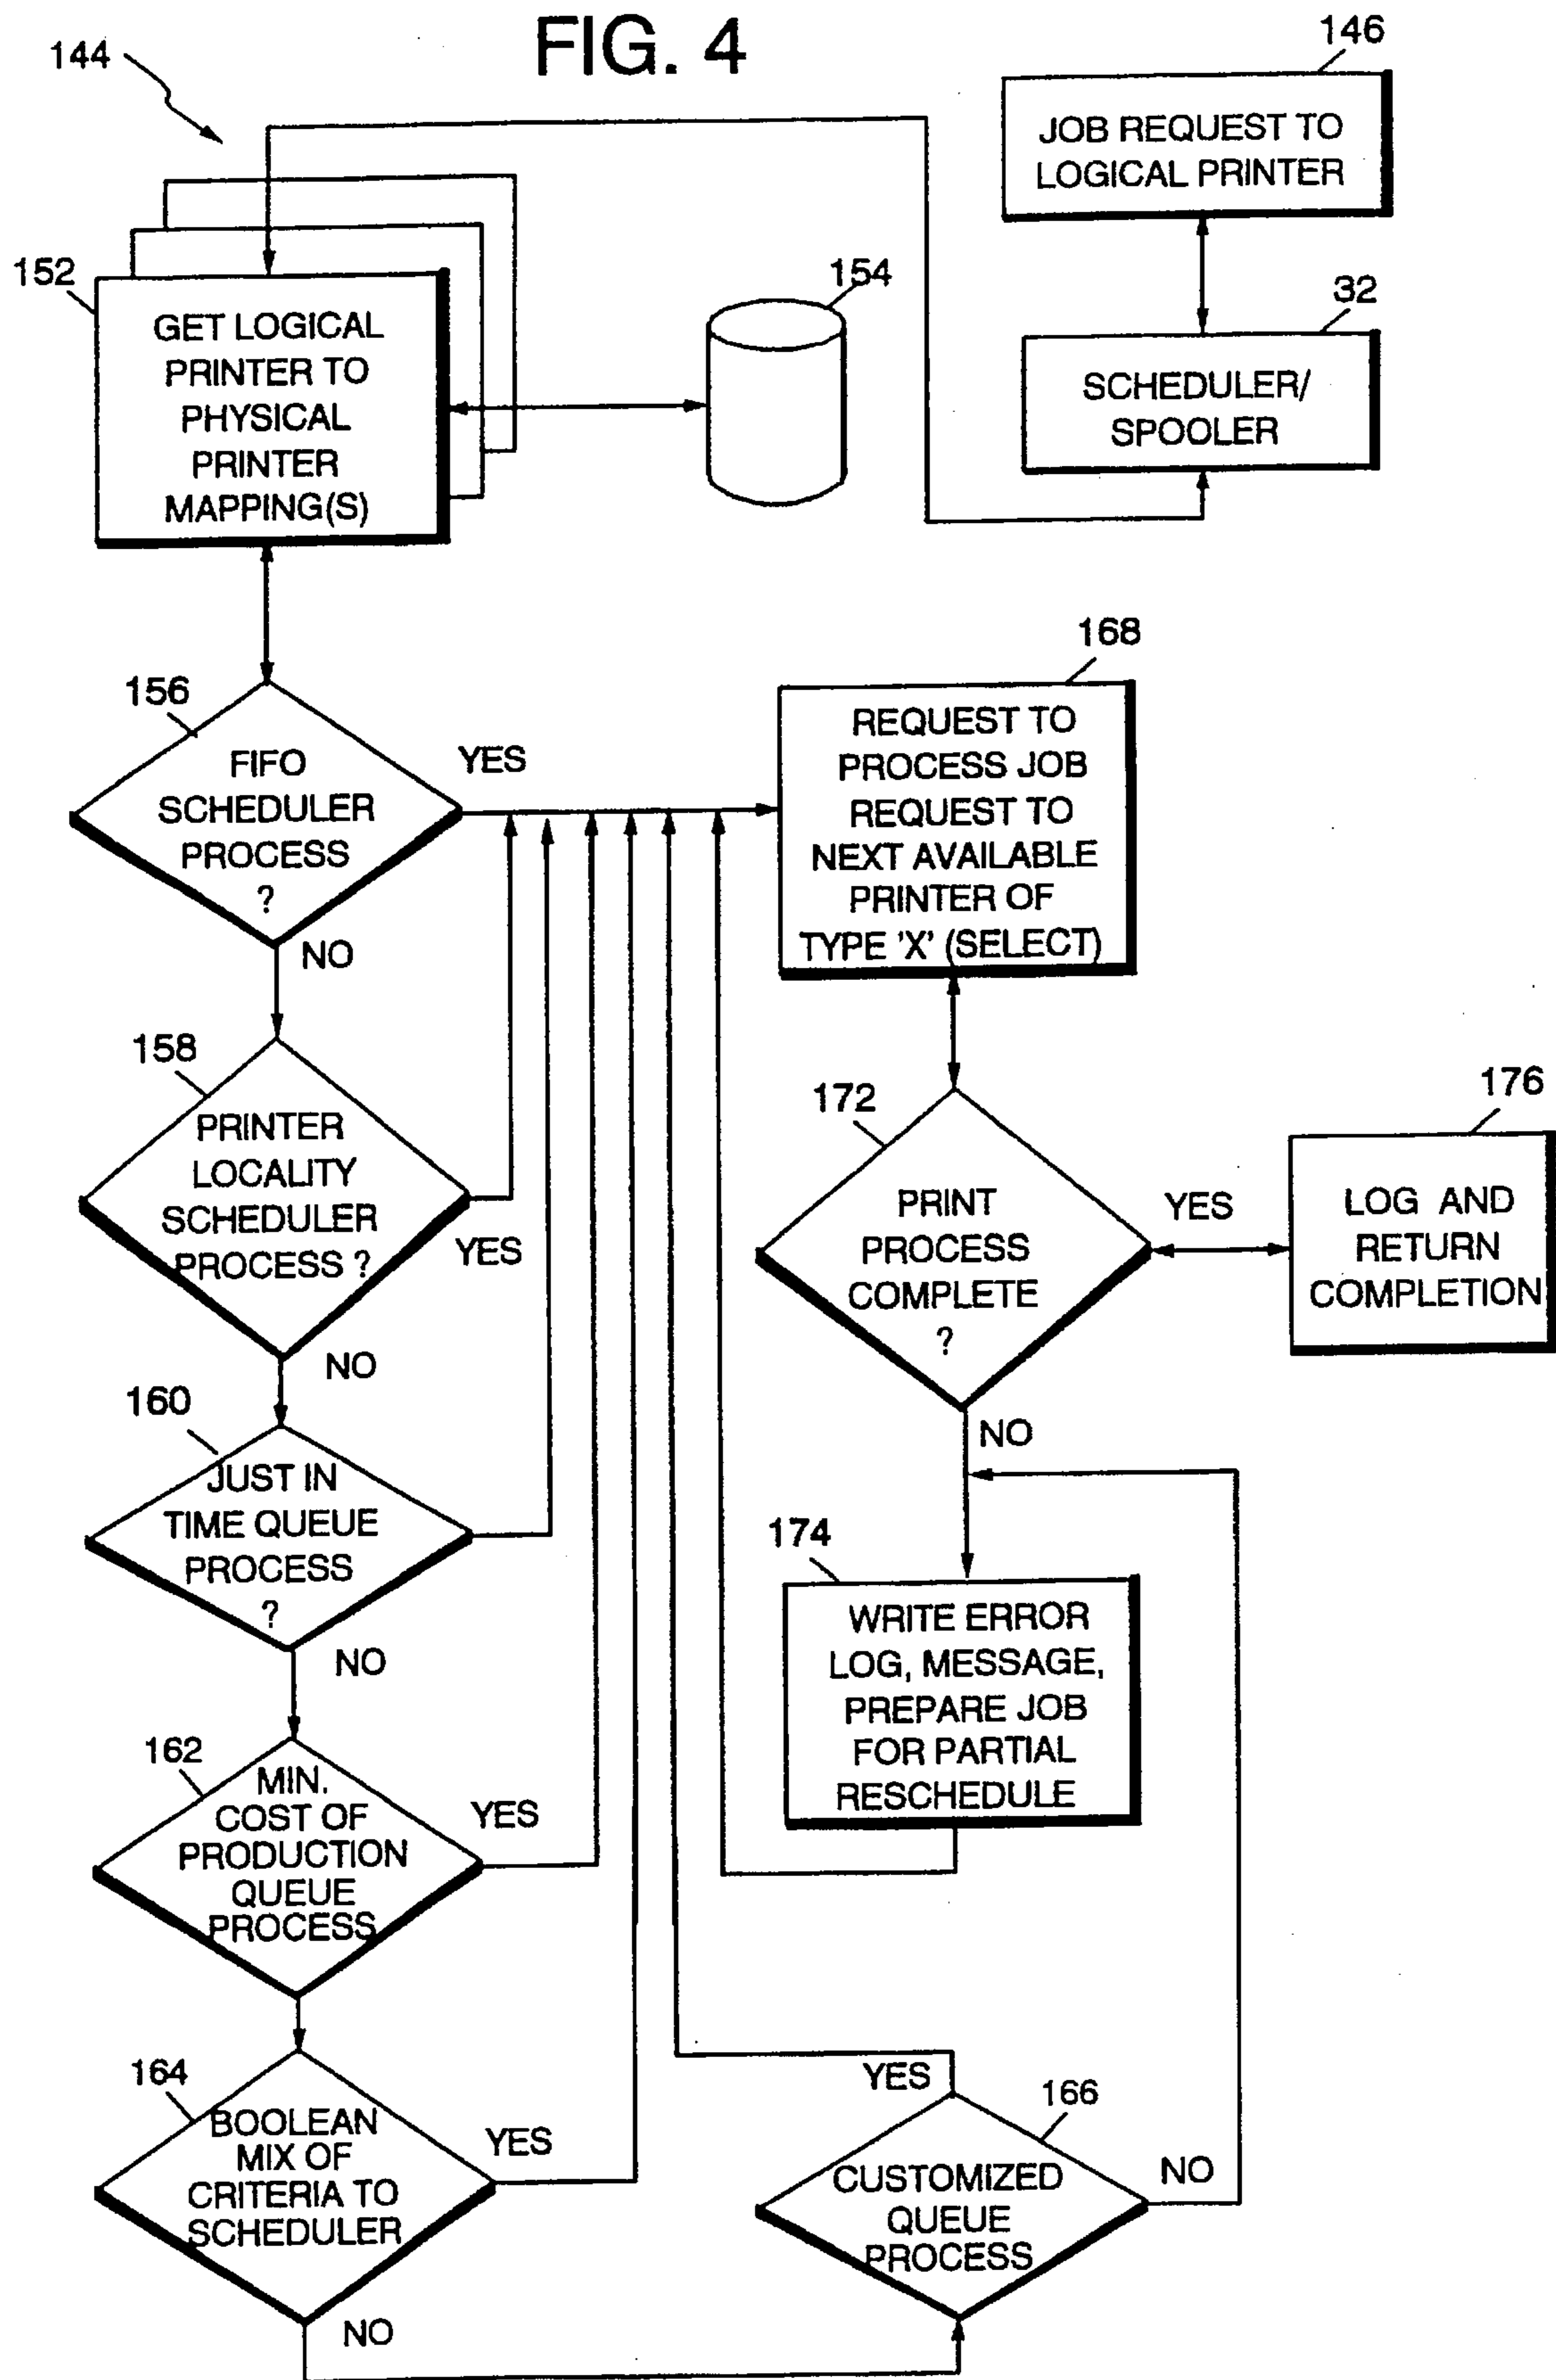 FIG. 4
144
146
JOB REQUEST TO
LOGICAL PRINTER
152
GET LOGICAL
PRINTER TO
PHYSICAL
PRINTER
MAPPING(S)
154
32
SCHEDULER/
SPOOLER
156
FIFO
SCHEDULER
PROCESS
?
YES
NO
168
REQUEST TO
PROCESS JOB
REQUEST TO
NEXT AVAILABLE
PRINTER OF
TYPE 'X' (SELECT)
158
PRINTER
LOCALITY
SCHEDULER
PROCESS ?
YES
NO
172
PRINT
PROCESS
COMPLETE
?
YES
NO
176
LOG AND
RETURN
COMPLETION
160
JUST IN
TIME QUEUE
PROCESS
?
NO
174
WRITE ERROR
LOG, MESSAGE,
PREPARE JOB
FOR PARTIAL
RESCHEDULE
162
MIN.
COST OF
PRODUCTION
QUEUE
PROCESS
YES
164
BOOLEAN
MIX OF
CRITERIA TO
SCHEDULER
YES
NO
YES
166
CUSTOMIZED
QUEUE
PROCESS
NO